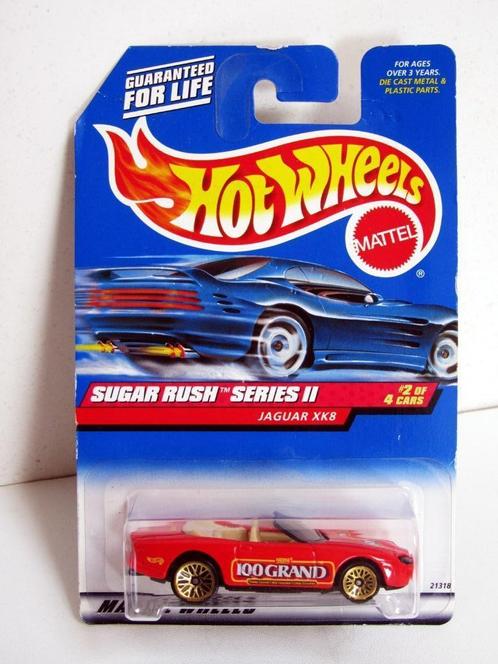 GUARANTEED
FOR LIFE
FOR AGES
OVER 3 YEARS.
DIE CAST METAL &
PLASTIC PARTS.
HOT WHEELS
MATTEL
®
SUGAR RUSH™ SERIES II
JAGUAR XK8
#2 OF
4 CARS
100 GRAND
21318
WHEELS